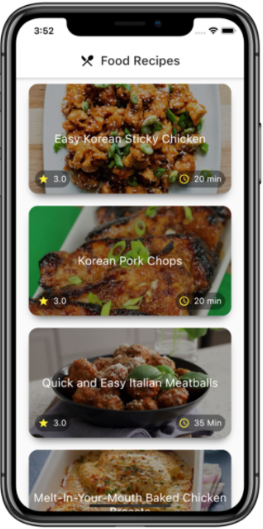 3:52
Food Recipes
Easy Korean Sticky Chicken
3.0
20 min
Korean Pork Chops
3.0
20 min
Quick and Easy Italian Meatballs
3.0
35 Min
Melt-In-Your-Mouth Baked Chicken
Breasts